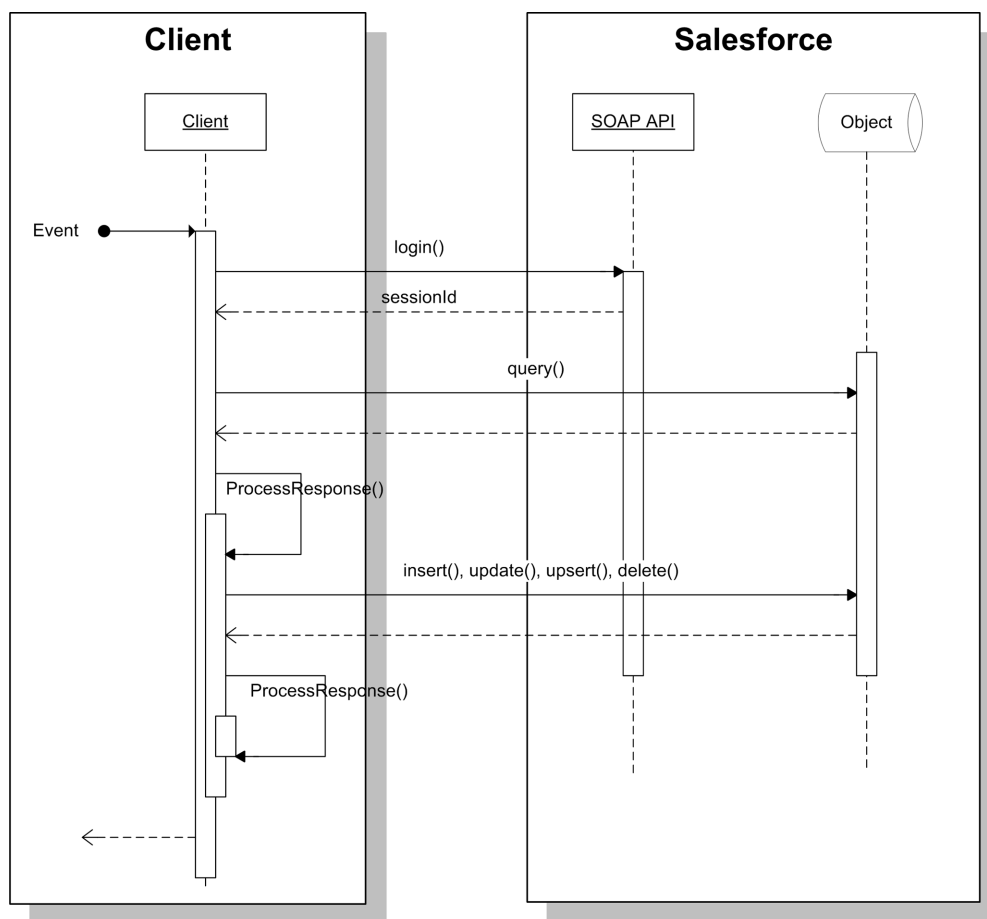 Client
Salesforce
Client
SOAP API
Object
Event
login()
sessionId
query()
ProcessResponse()
insert(), update(), upsert(), delete()
ProcessResponse()